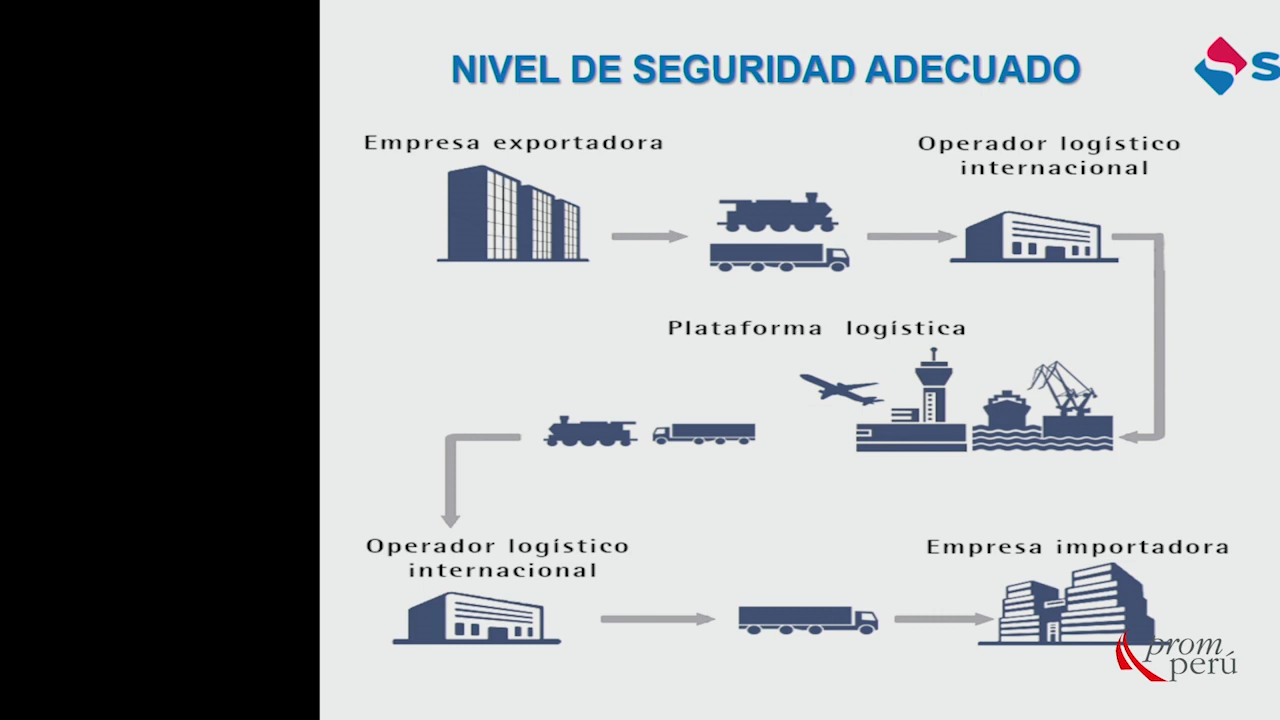 NIVEL DE SEGURIDAD ADECUADO
S
Empresa exportadora
Operador logístico
internacional
Plataforma logística
Operador logístico
internacional
Empresa importadora
prom
perú